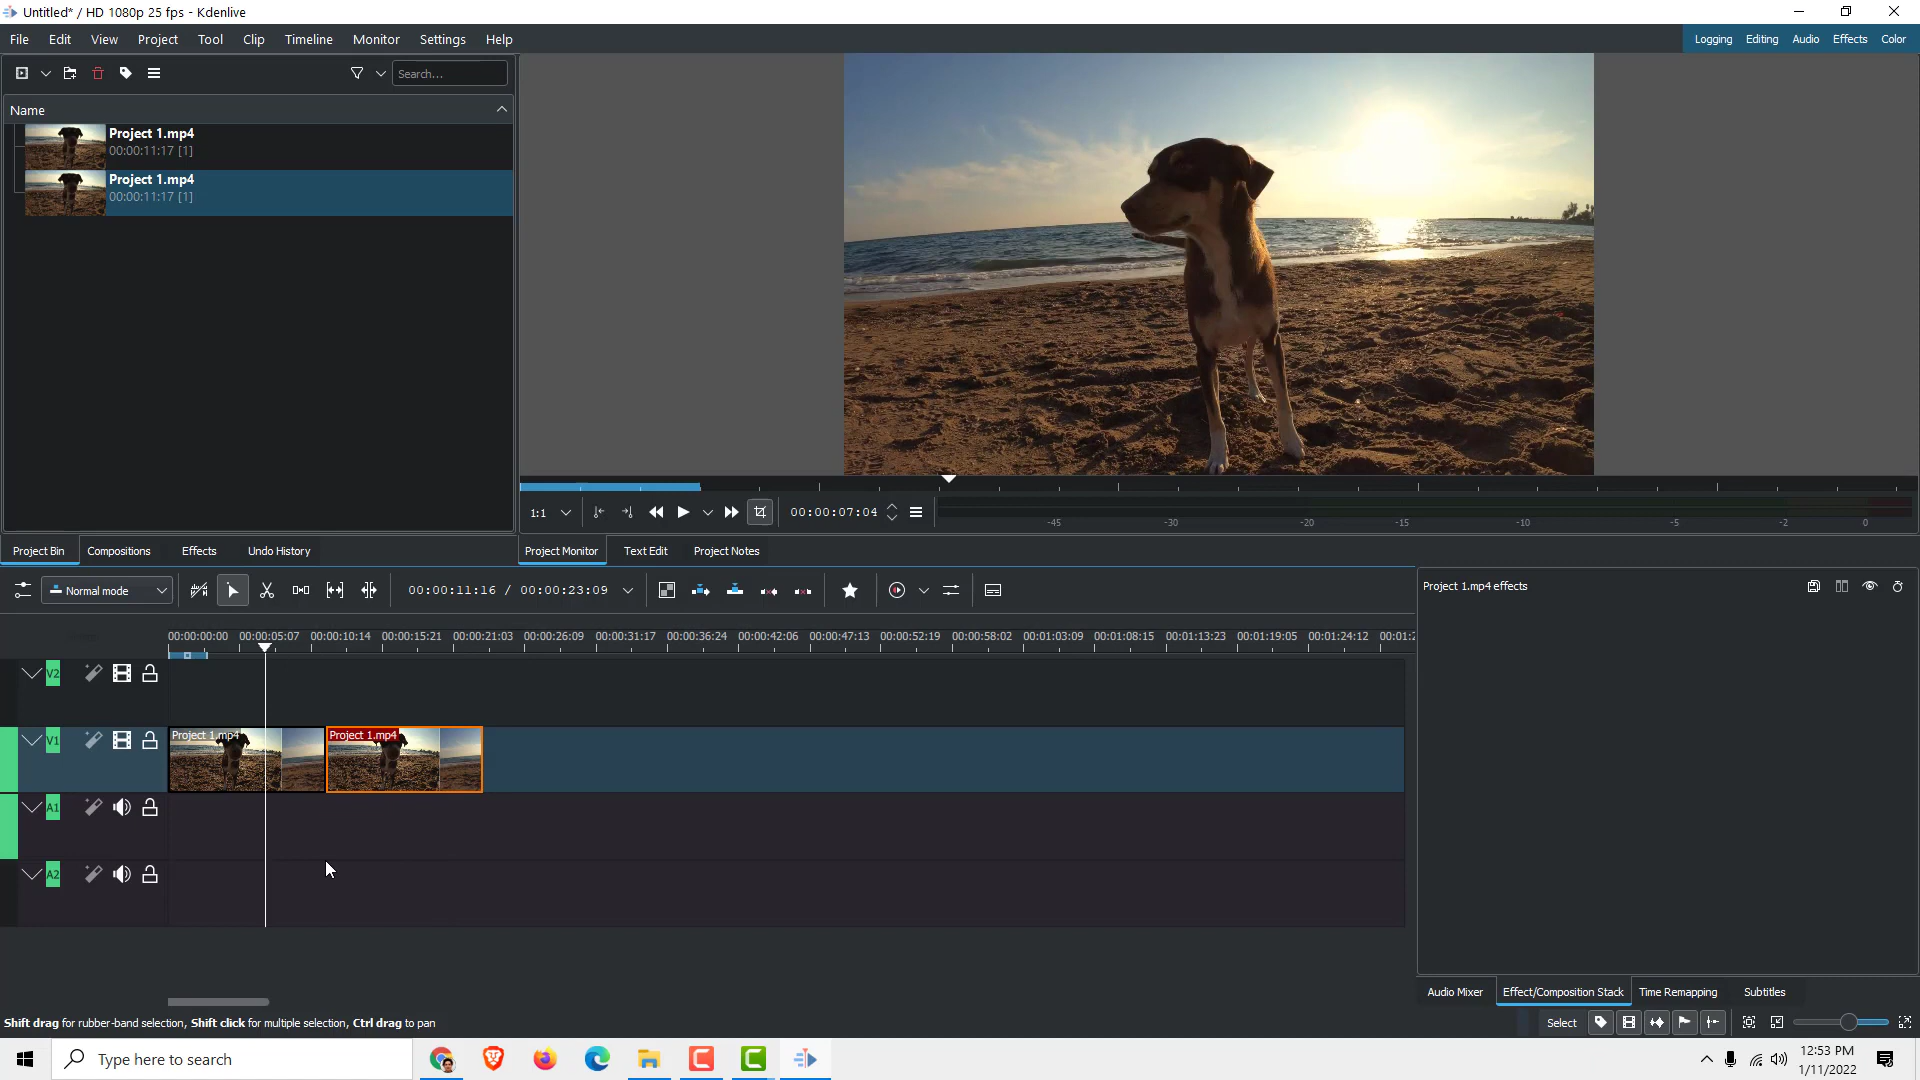 Untitled* / HD 1080p 25 fps - Kdenlive
File Edit View Project Tool Clip Timeline Monitor Settings Help
Logging Editing Audio Effects Color
Search...
Name
Project 1.mp4
00:00:11:17 [1]
Project 1.mp4
00:00:11:17 [1]
1:1
00:00:07:04
-45 -30 -20 -15 -10 -5 -2 0
Project Bin Compositions Effects Undo History
Project Monitor Text Edit Project Notes
Normal mode
00:00:11:16 / 00:00:23:09
Project 1.mp4 effects
00:00:00:00 00:00:05:07 00:00:10:14 00:00:15:21 00:00:21:03 00:00:26:09 00:00:31:17 00:00:36:24 00:00:42:06 00:00:47:13 00:00:52:19 00:00:58:02 00:01:03:09 00:01:08:15 00:01:13:23 00:01:19:05 00:01:24:12 00:01:2
V2
V1
Project 1.mp4
Project 1.mp4
A1
A2
Audio Mixer Effect/Composition Stack Time Remapping Subtitles
Shift drag for rubber-band selection, Shift click for multiple selection, Ctrl drag to pan
Select
Type here to search
12:53 PM
1/11/2022